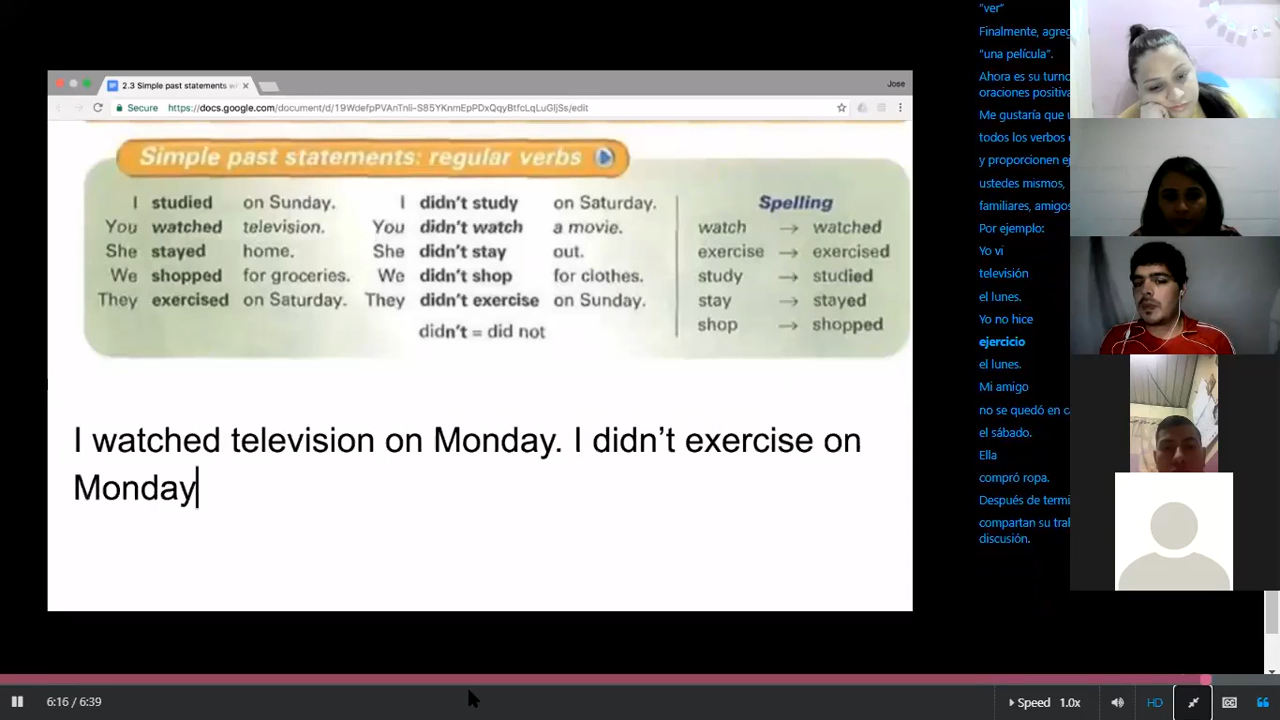 2.3 Simple past statements
Jose
Secure https://docs.google.com/document/d/19WdefpPVAnTnli-S85YKnmEpPDxQqyBtfcLqLuGljSs/edit
Simple past statements: regular verbs
I studied on Sunday. I didn't study on Saturday. Spelling
You watched television. You didn't watch a movie. watch → watched
She stayed home. She didn't stay out. exercise → exercised
We shopped for groceries. We didn't shop for clothes. study → studied
They exercised on Saturday. They didn't exercise on Sunday. stay → stayed
didn't = did not shop → shopped
I watched television on Monday. I didn’t exercise on
Monday
“ver”
Finalmente, agreg
“una película”.
Ahora es su turno
oraciones positiva
Me gustaría que u
todos los verbos
y proporcionen ej
ustedes mismos,
familiares, amigos
Por ejemplo:
Yo vi
televisión
el lunes.
Yo no hice
ejercicio
el lunes.
Mi amigo
no se quedó en ca
el sábado.
Ella
compró ropa.
Después de termi
compartan su tral
discusión.
6:16 / 6:39
Speed 1.0x
HD